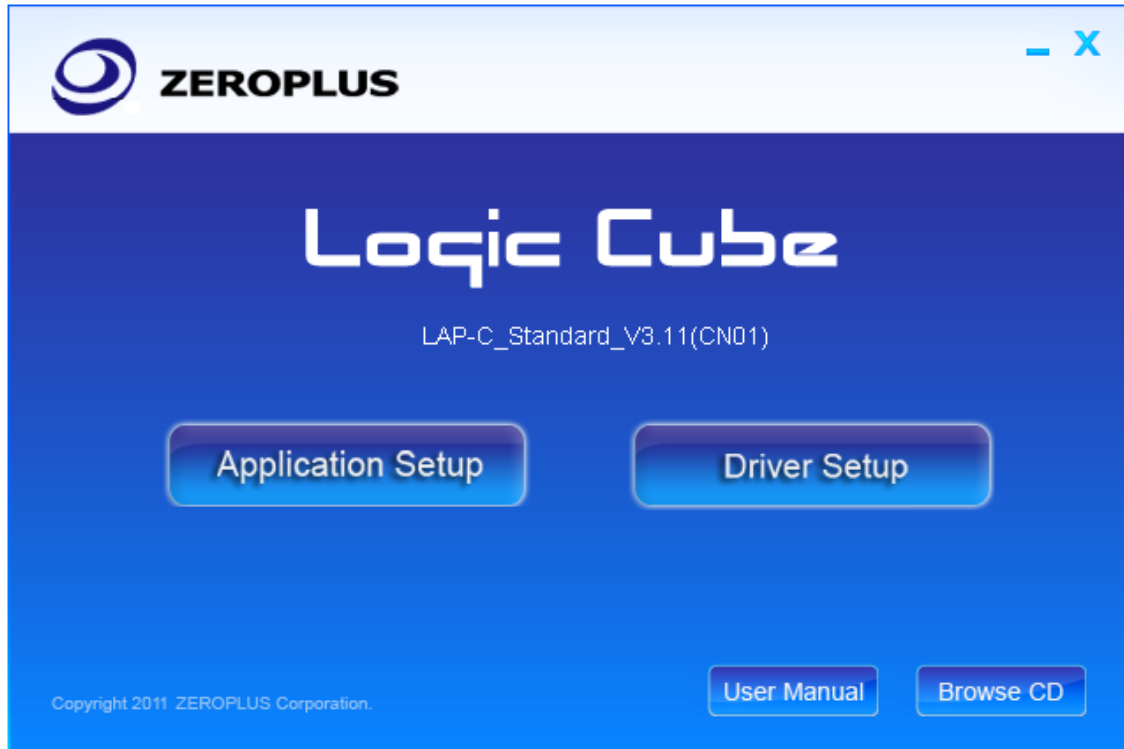 ZEROPLUS
Logic Cube
LAP-C_Standard_V3.11(CN01)
Application Setup
Driver Setup
User Manual
Browse CD
Copyright 2011 ZEROPLUS Corporation.